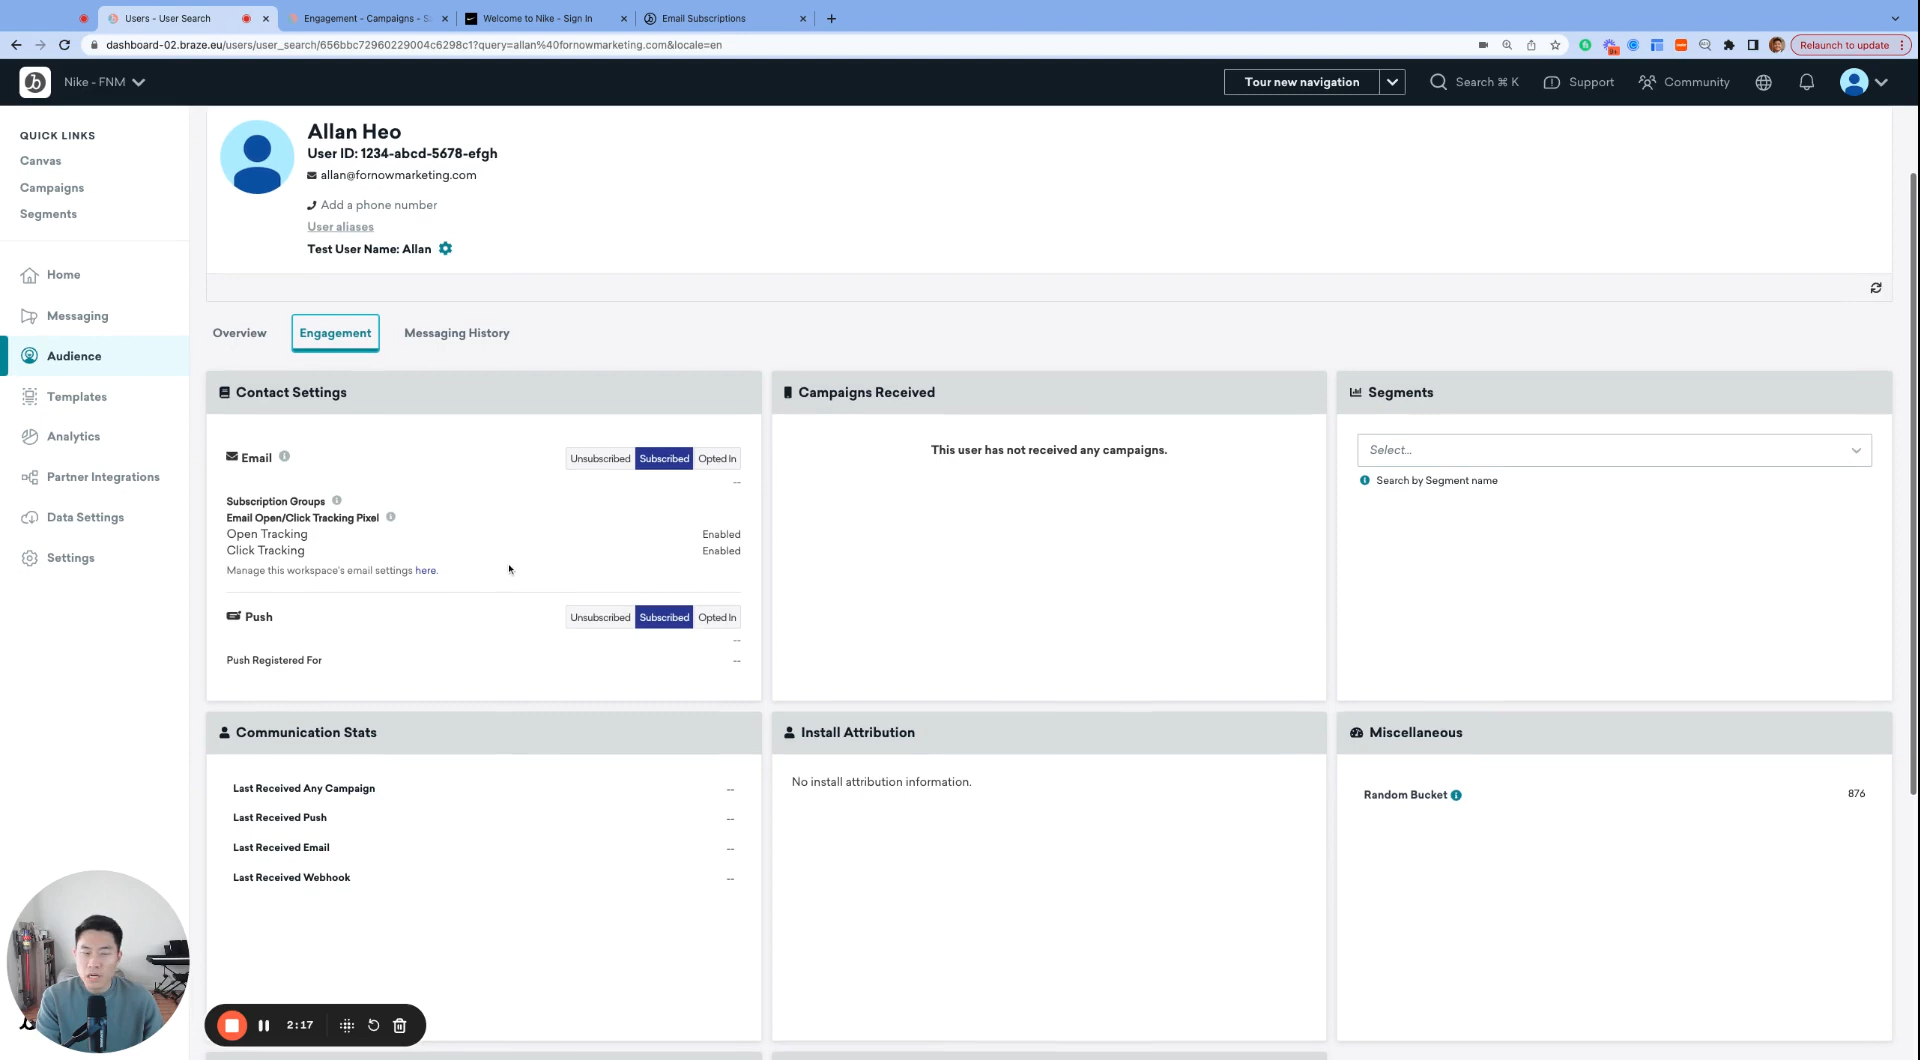 Users - User Search
Engagement - Campaigns - S
Welcome to Nike - Sign In
Email Subscriptions
dashboard-02.braze.eu/users/user_search/656bbc72960229004c6298c1?query=allan%40fornowmarketing.com&locale=en
Relaunch to update
Nike - FNM
Tour new navigation
Search ⌘ K
Support
Community
QUICK LINKS
Canvas
Campaigns
Segments
Home
Messaging
Audience
Templates
Analytics
Partner Integrations
Data Settings
Settings
Allan Heo
User ID: 1234-abcd-5678-efgh
allan@fornowmarketing.com
Add a phone number
User aliases
Test User Name: Allan
Overview
Engagement
Messaging History
Contact Settings
Email
Unsubscribed Subscribed Opted In
--
Subscription Groups
Email Open/Click Tracking Pixel
Open Tracking Enabled
Click Tracking Enabled
Manage this workspace's email settings here.
Push
Unsubscribed Subscribed Opted In
--
Push Registered For --
Campaigns Received
This user has not received any campaigns.
Segments
Select...
Search by Segment name
Communication Stats
Last Received Any Campaign --
Last Received Push --
Last Received Email --
Last Received Webhook --
Install Attribution
No install attribution information.
Miscellaneous
Random Bucket 876
2:17